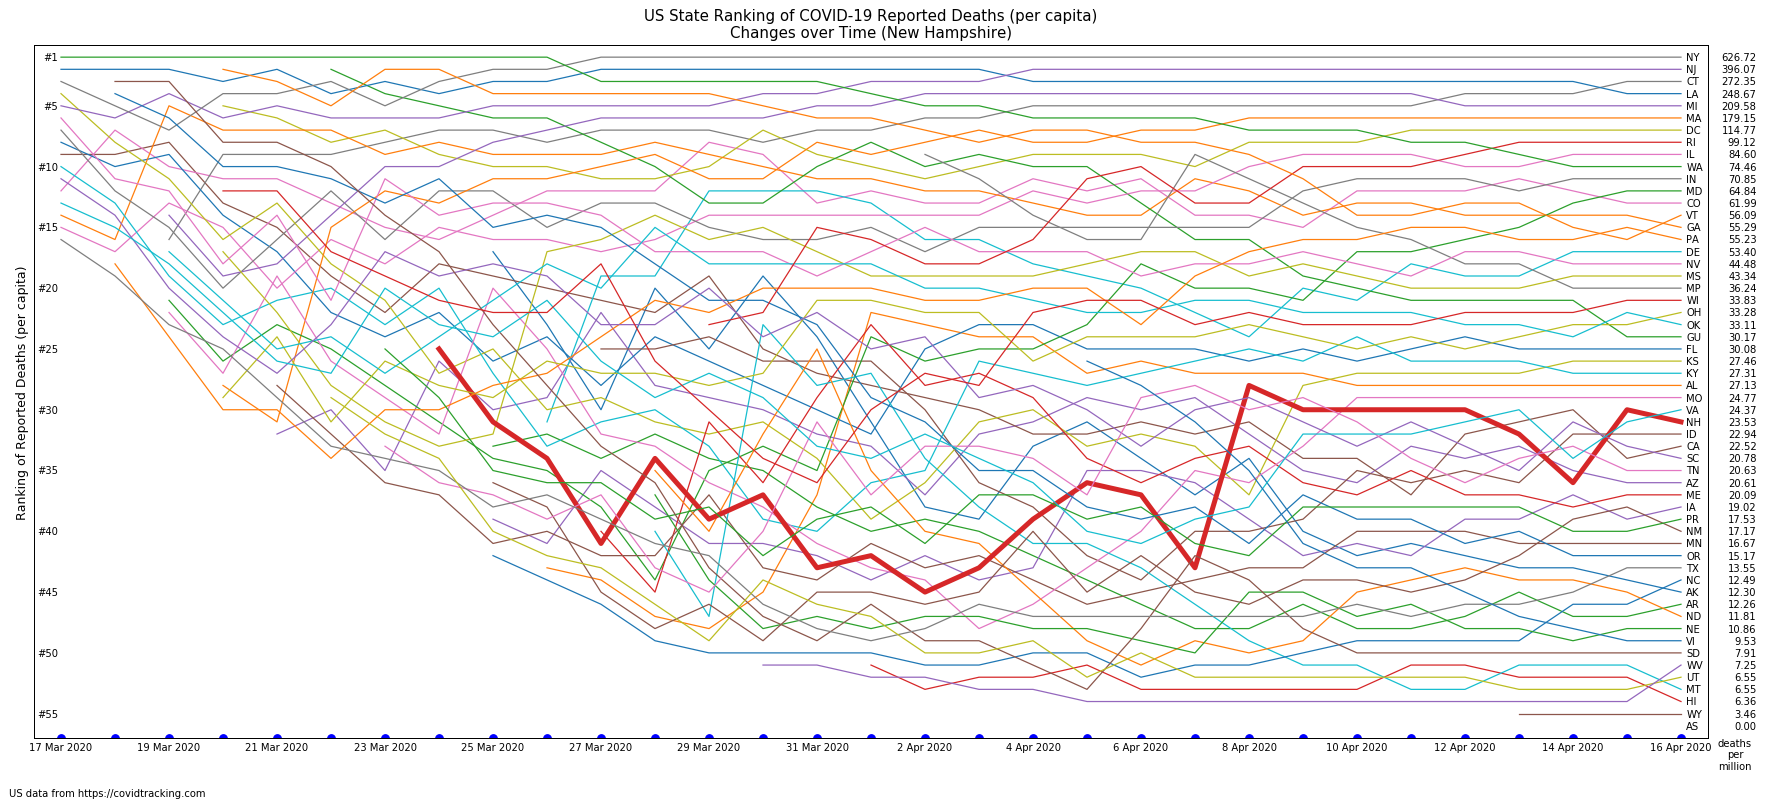 US State Ranking of COVID-19 Reported Deaths (per capita)
Changes over Time (New Hampshire)
Ranking of Reported Deaths (per capita)
#1
#5
#10
#15
#20
#25
#30
#35
#40
#45
#50
#55
NY 626.72
NJ 396.07
CT 272.35
LA 248.67
MI 209.58
MA 179.15
DC 114.77
RI 99.12
IL 84.60
WA 74.46
IN 70.85
MD 64.84
CO 61.99
VT 56.09
GA 55.29
PA 55.23
DE 53.40
NV 44.48
MS 43.34
MP 36.24
WI 33.83
OH 33.28
OK 33.11
GU 30.17
FL 30.08
KS 27.46
KY 27.31
AL 27.13
MO 24.77
VA 24.37
NH 23.53
ID 22.94
CA 22.52
SC 20.78
TN 20.63
AZ 20.61
ME 20.09
IA 19.02
PR 17.53
NM 17.17
MN 16.67
OR 15.17
TX 13.55
NC 12.49
AK 12.30
AR 12.26
ND 11.81
NE 10.86
VI 9.53
SD 7.91
WV 7.25
UT 6.55
MT 6.55
HI 6.36
WY 3.46
AS 0.00
17 Mar 2020 19 Mar 2020 21 Mar 2020 23 Mar 2020 25 Mar 2020 27 Mar 2020 29 Mar 2020 31 Mar 2020 2 Apr 2020 4 Apr 2020 6 Apr 2020 8 Apr 2020 10 Apr 2020 12 Apr 2020 14 Apr 2020 16 Apr 2020
deaths
per
million
US data from https://covidtracking.com